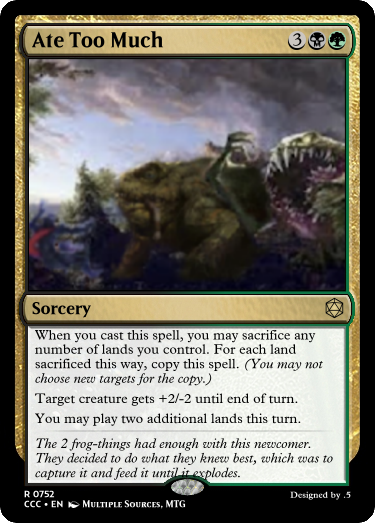 Ate Too Much 3
Sorcery
When you cast this spell, you may sacrifice any
number of lands you control. For each land
sacrificed this way, copy this spell. (You may not
choose new targets for the copy.)
Target creature gets +2/-2 until end of turn.
You may play two additional lands this turn.
The 2 frog-things had enough with this newcomer.
They decided to do what they knew best, which was to
capture it and feed it until it explodes.
R 0752
Designed by .5
CCC • EN Multiple Sources, MTG